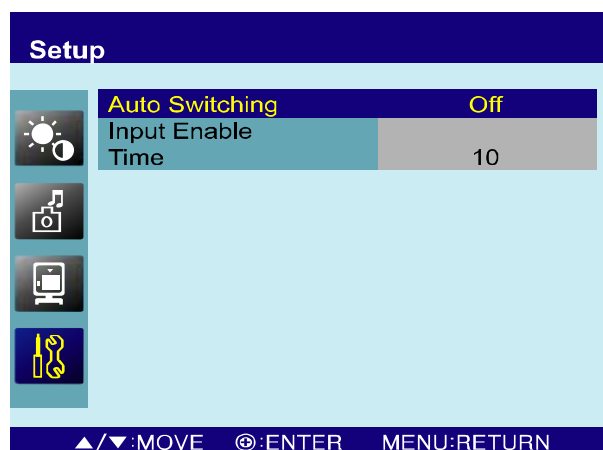 Setup
Auto Switching Off
Input Enable
Time 10
▲/▼:MOVE ⊕:ENTER MENU:RETURN